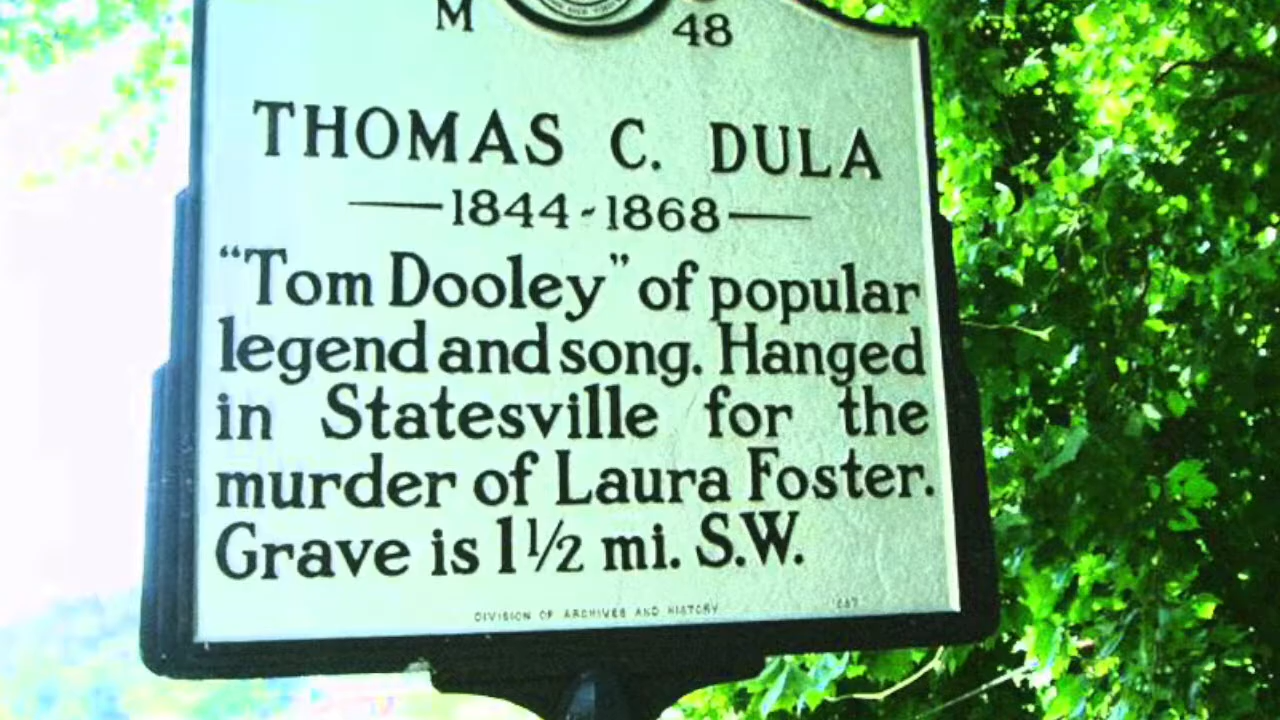 M 48
THOMAS C. DULA
1844-1868
"Tom Dooley" of popular
legend and song. Hanged
in Statesville for the
murder of Laura Foster.
Grave is 1½ mi. S.W.
DIVISION OF ARCHIVES AND HISTORY